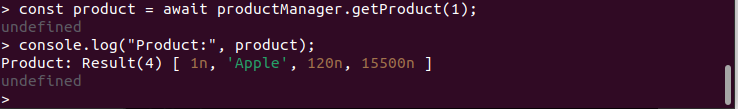 > const product = await productManager.getProduct(1);
undefined
> console.log("Product:", product);
Product: Result(4) [ 1n, 'Apple', 120n, 15500n ]
undefined
>